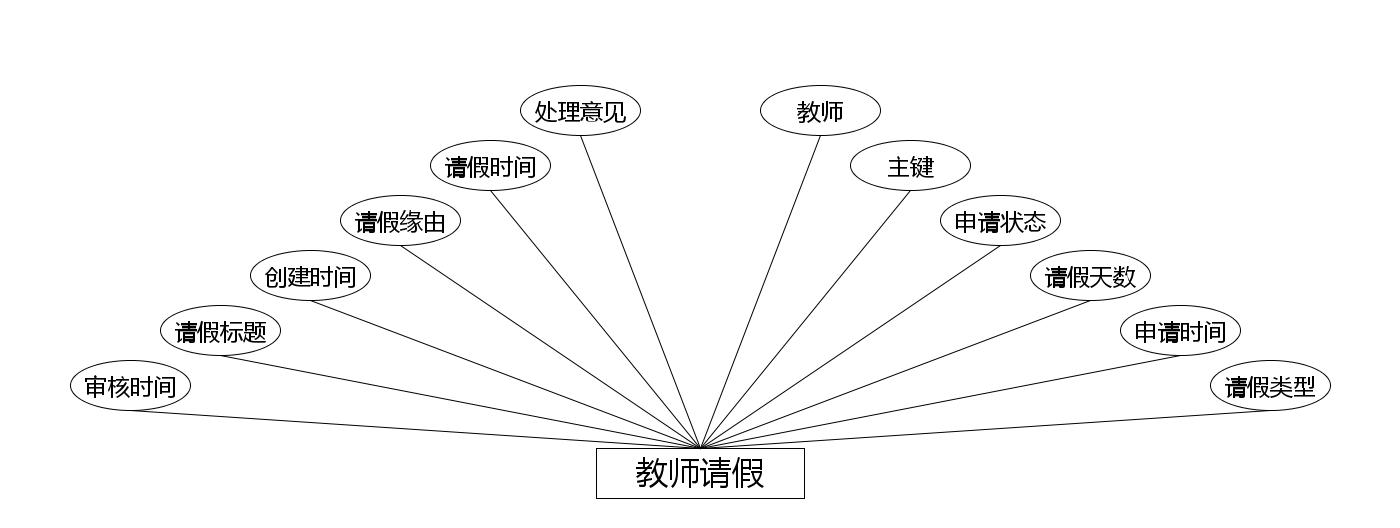 处理意见
教师
请假时间
主键
请假缘由
申请状态
创建时间
请假天数
请假标题
申请时间
审核时间
请假类型
教师请假